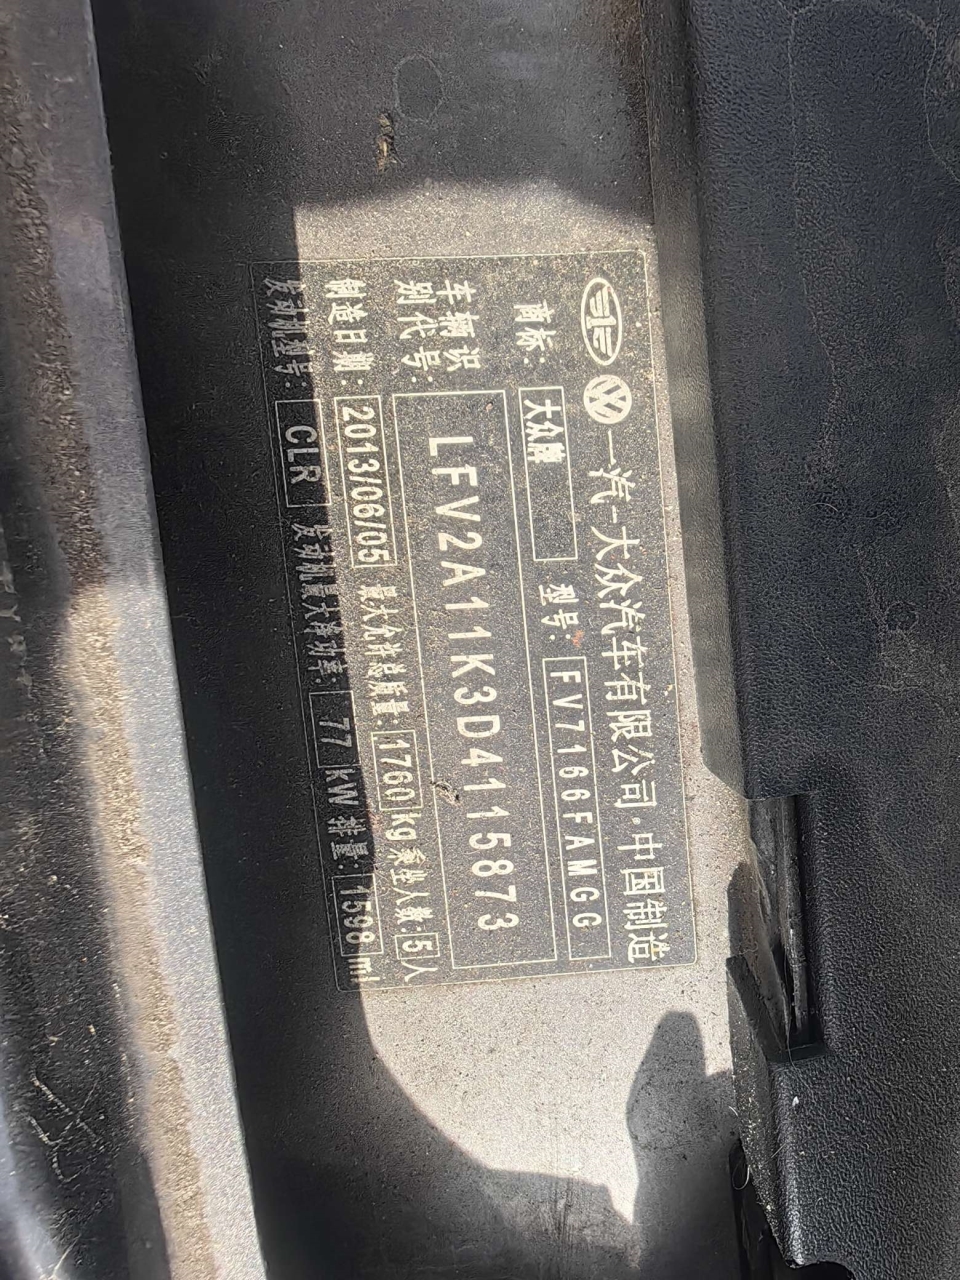 一汽-大众汽车有限公司·中国制造
商标: 大众牌 型号: FV7166FAMGG
车辆识别代号: LFV2A11K3D4115873
制造日期: 2013/06/05 最大允许总质量: 1760 kg 乘坐人数: 5人
发动机型号: CLR 发动机最大净功率: 77 kW 排量: 1598 ml